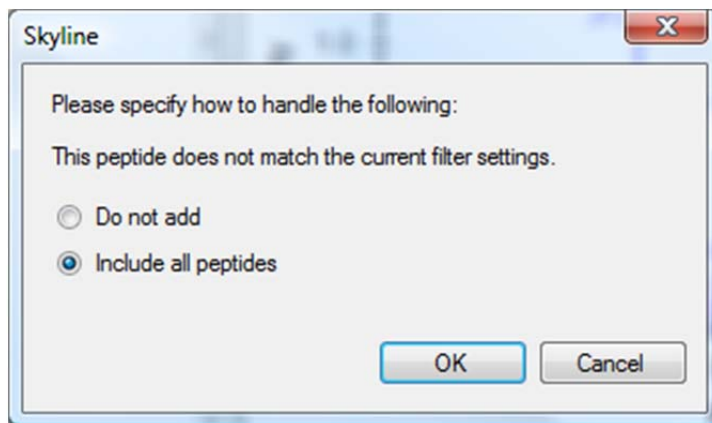 Skyline
Please specify how to handle the following:
This peptide does not match the current filter settings.
Do not add
Include all peptides
OK
Cancel